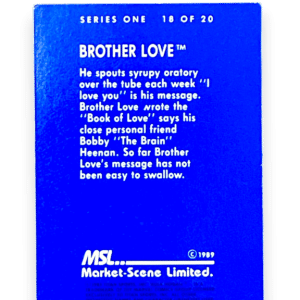 SERIES ONE 18 OF 20
BROTHER LOVE™
He spouts syrupy oratory
over the tube each week "I
love you" is his message.
Brother Love wrote the
"Book of Love" says his
close personal friend
Bobby "The Brain"
Heenan. So far Brother
Love's message has not
been easy to swallow.
© 1989
MSL..
Market-Scene Limited.